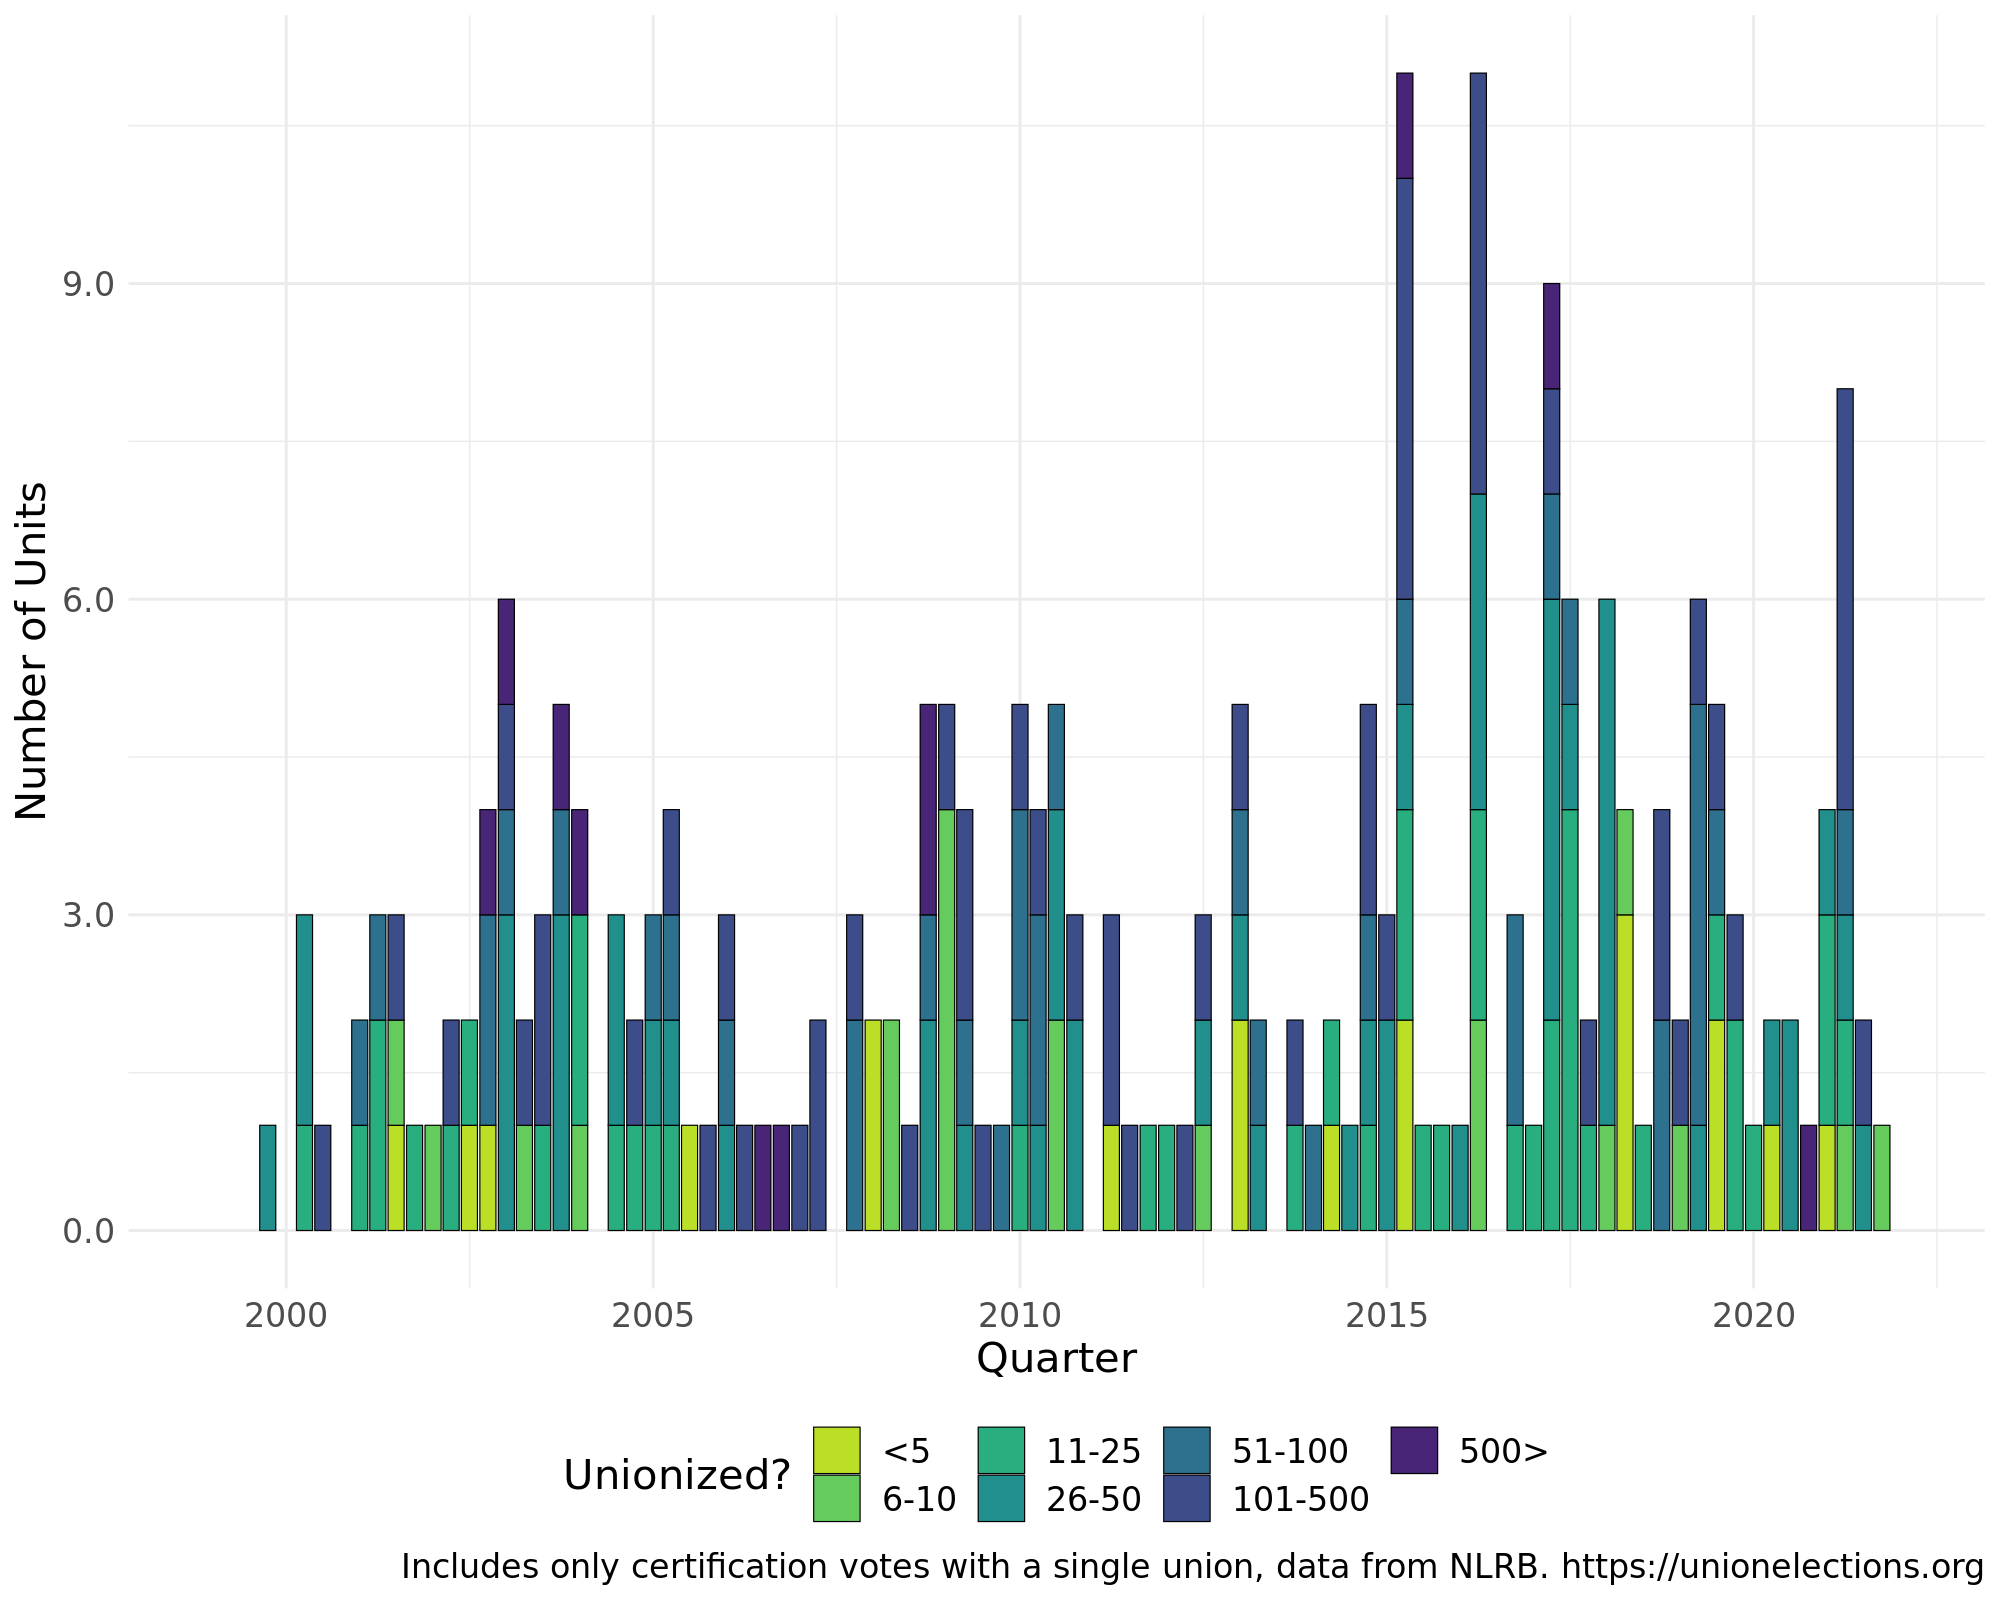 Number of Units
9.0
6.0
3.0
0.0
2000 2005 2010 2015 2020
Quarter
Unionized?
<5 11-25 51-100 500>
6-10 26-50 101-500
Includes only certification votes with a single union, data from NLRB. https://unionelections.org